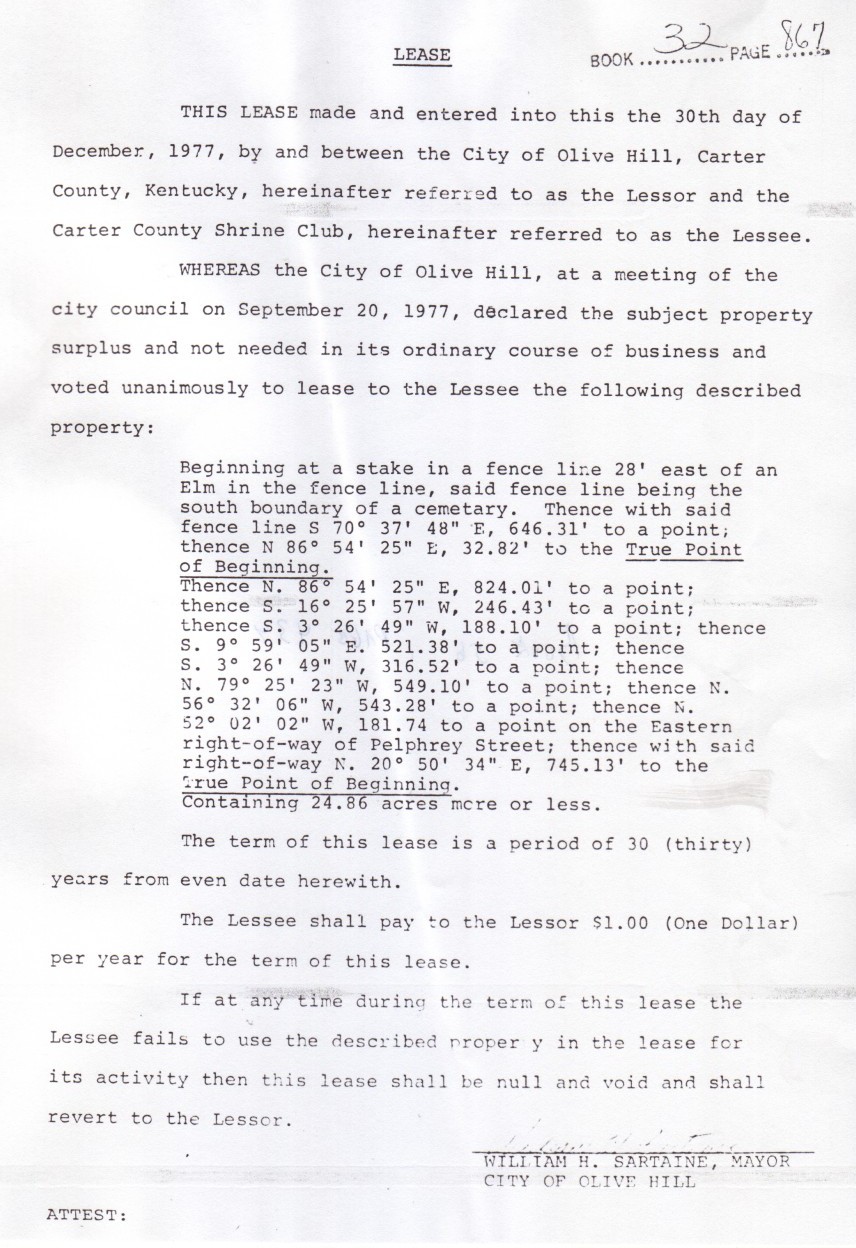 BOOK 32 PAGE 867
LEASE
THIS LEASE made and entered into this the 30th day of
December, 1977, by and between the City of Olive Hill, Carter
County, Kentucky, hereinafter referred to as the Lessor and the
Carter County Shrine Club, hereinafter referred to as the Lessee.
WHEREAS the City of Olive Hill, at a meeting of the
city council on September 20, 1977, declared the subject property
surplus and not needed in its ordinary course of business and
voted unanimously to lease to the Lessee the following described
property:
Beginning at a stake in a fence line 28' east of an
Elm in the fence line, said fence line being the
south boundary of a cemetary. Thence with said
fence line S 70° 37' 48" E, 646.31' to a point;
thence N 86° 54' 25" E, 32.82' to the True Point
of Beginning.
Thence N. 86° 54' 25" E, 824.01' to a point;
thence S. 16° 25' 57" W, 246.43' to a point;
thence S. 3° 26' 49" W, 188.10' to a point; thence
S. 9° 59' 05" E. 521.38' to a point; thence
S. 3° 26' 49" W, 316.52' to a point; thence
N. 79° 25' 23" W, 549.10' to a point; thence N.
56° 32' 06" W, 543.28' to a point; thence N.
52° 02' 02" W, 181.74 to a point on the Eastern
right-of-way of Pelphrey Street; thence with said
right-of-way N. 20° 50' 34" E, 745.13' to the
True Point of Beginning.
Containing 24.86 acres more or less.
The term of this lease is a period of 30 (thirty)
years from even date herewith.
The Lessee shall pay to the Lessor $1.00 (One Dollar)
per year for the term of this lease.
If at any time during the term of this lease the
Lessee fails to use the described proper y in the lease for
its activity then this lease shall be null and void and shall
revert to the Lessor.
WILLIAM H. SARTAINE, MAYOR
CITY OF OLIVE HILL
ATTEST: